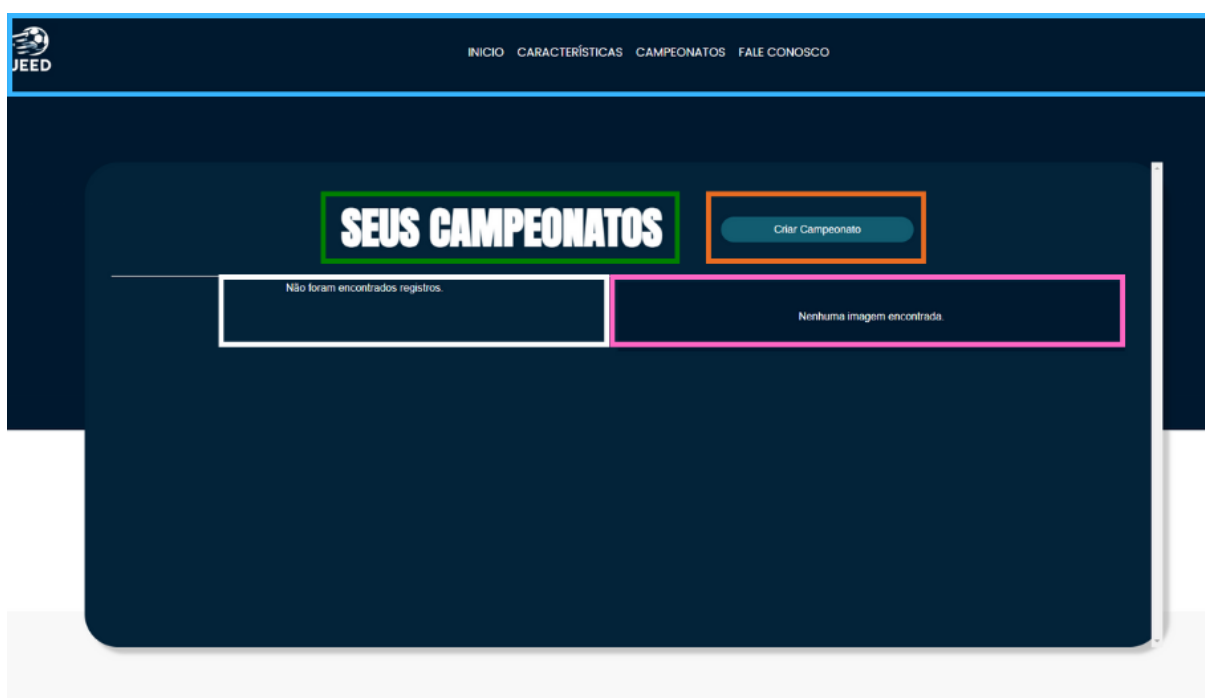 JEED
INICIO CARACTERÍSTICAS CAMPEONATOS FALE CONOSCO
SEUS CAMPEONATOS
Criar Campeonato
Não foram encontrados registros.
Nenhuma imagem encontrada.